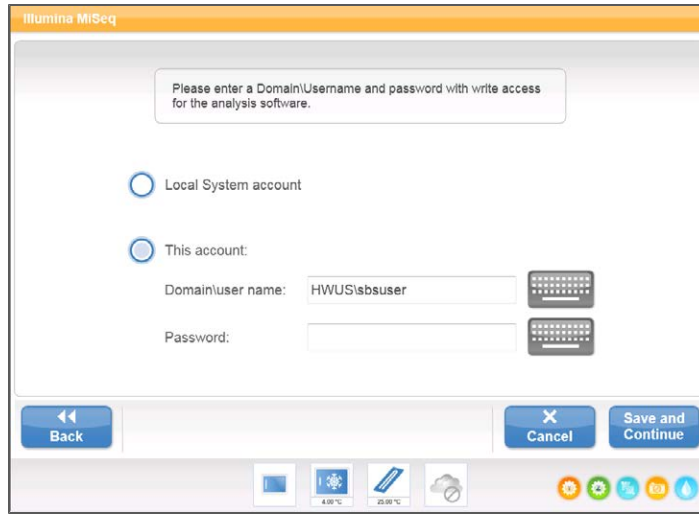 Illumina MiSeq
Please enter a Domain\Username and password with write access
for the analysis software.
Local System account
This account:
Domain\user name:
HWUS\sbsuser
Password:
Back
Cancel
Save and
Continue
4.00 °C
25.00 °C